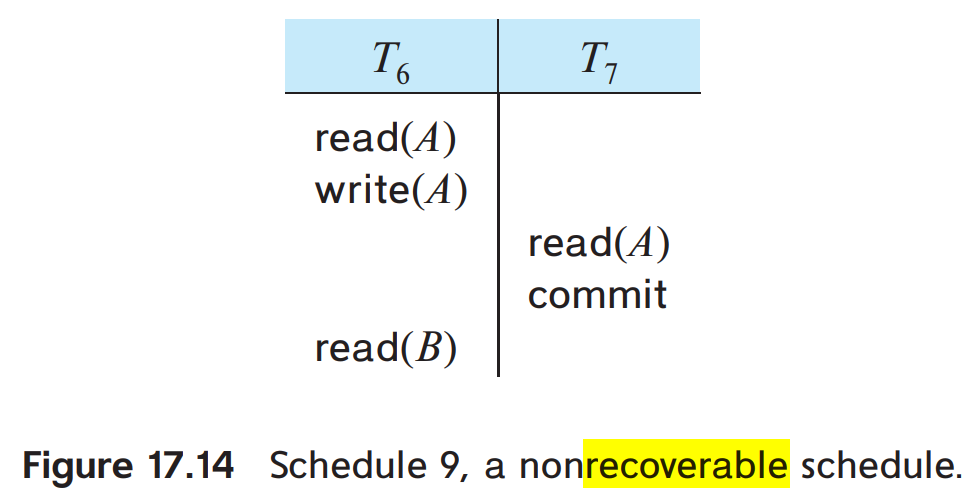 T₆ T₇
read(A)
write(A)
read(A)
commit
read(B)
Figure 17.14 Schedule 9, a nonrecoverable schedule.